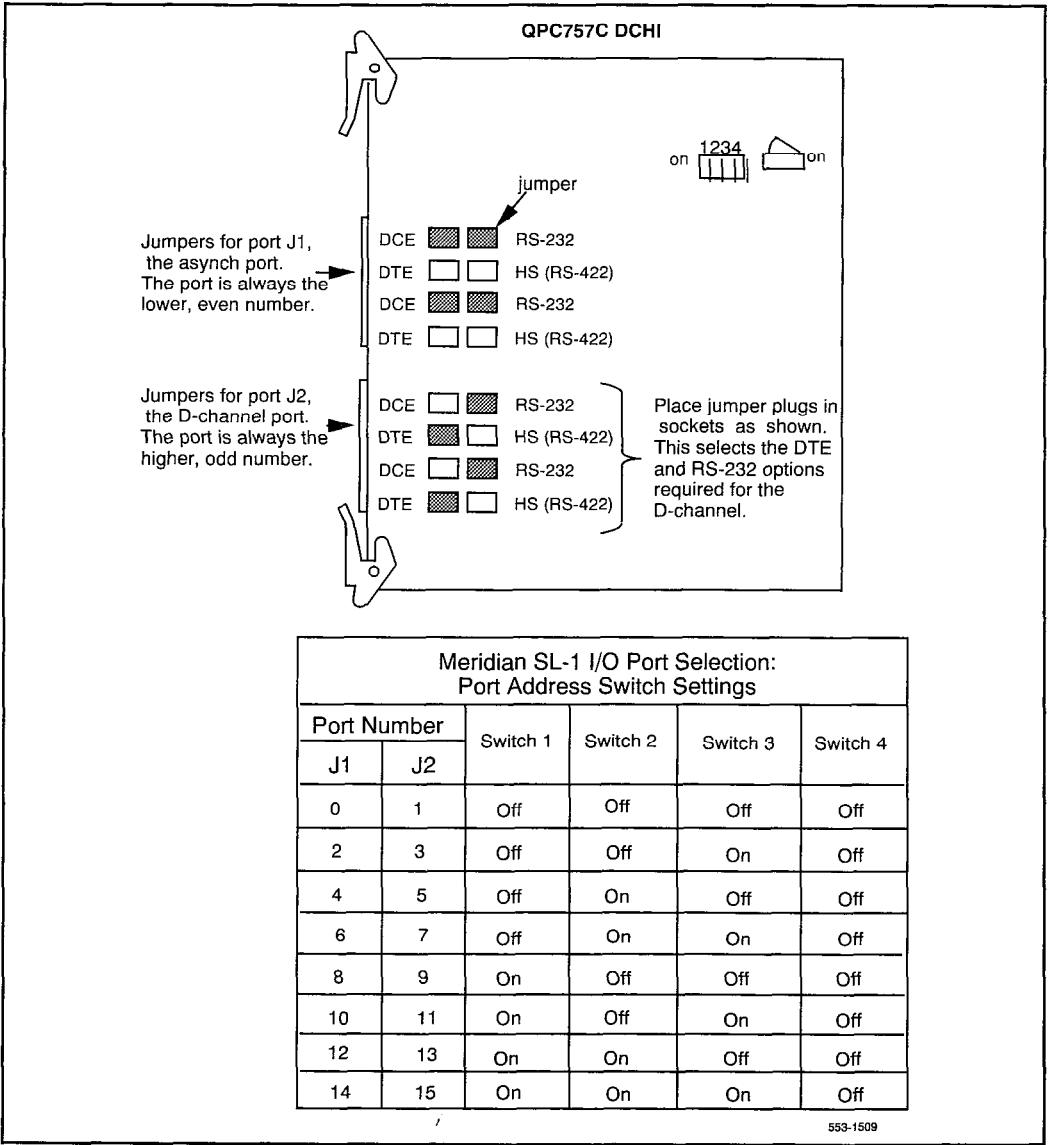 QPC757C DCHI
on 1234 on
jumper
Jumpers for port J1,
the asynch port.
The port is always the
lower, even number.
DCE RS-232
DTE HS (RS-422)
DCE RS-232
DTE HS (RS-422)
Jumpers for port J2,
the D-channel port.
The port is always the
higher, odd number.
DCE RS-232
DTE HS (RS-422)
DCE RS-232
DTE HS (RS-422)
Place jumper plugs in
sockets as shown.
This selects the DTE
and RS-232 options
required for the
D-channel.
Meridian SL-1 I/O Port Selection:
Port Address Switch Settings
Port Number Switch 1 Switch 2 Switch 3 Switch 4
J1 J2
0 1 Off Off Off Off
2 3 Off Off On Off
4 5 Off On Off Off
6 7 Off On On Off
8 9 On Off Off Off
10 11 On Off On Off
12 13 On On Off Off
14 15 On On On Off
553-1509